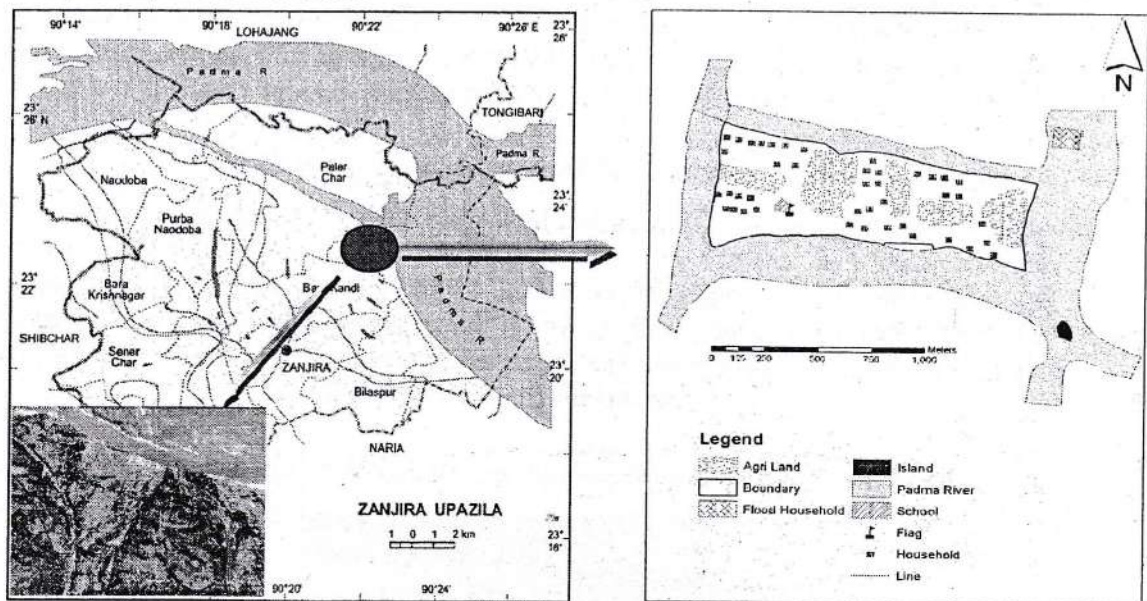 90°14' 90°18' 90°22' 90°26' E
23°
26'
LOHAJANG
Padma R
23°
26' N
TONGIBARI
Padma R.
Paler
Char
Naodoba
23°
24'
Purba
Naodoba
23°
22'
Bara
Krishnagar
Padma R
SHIBCHAR
Sener
Char
ZANJIRA
23°
20'
Bilaspur
NARIA
ZANJIRA UPAZILA
1 0 1 2 km
23°
16'
90°20' 90°24'
N
0 125 250 500 750 1,000 Meters
Legend
Agri Land
Boundary
Flood Household
Island
Padma River
School
Flag
Household
Line